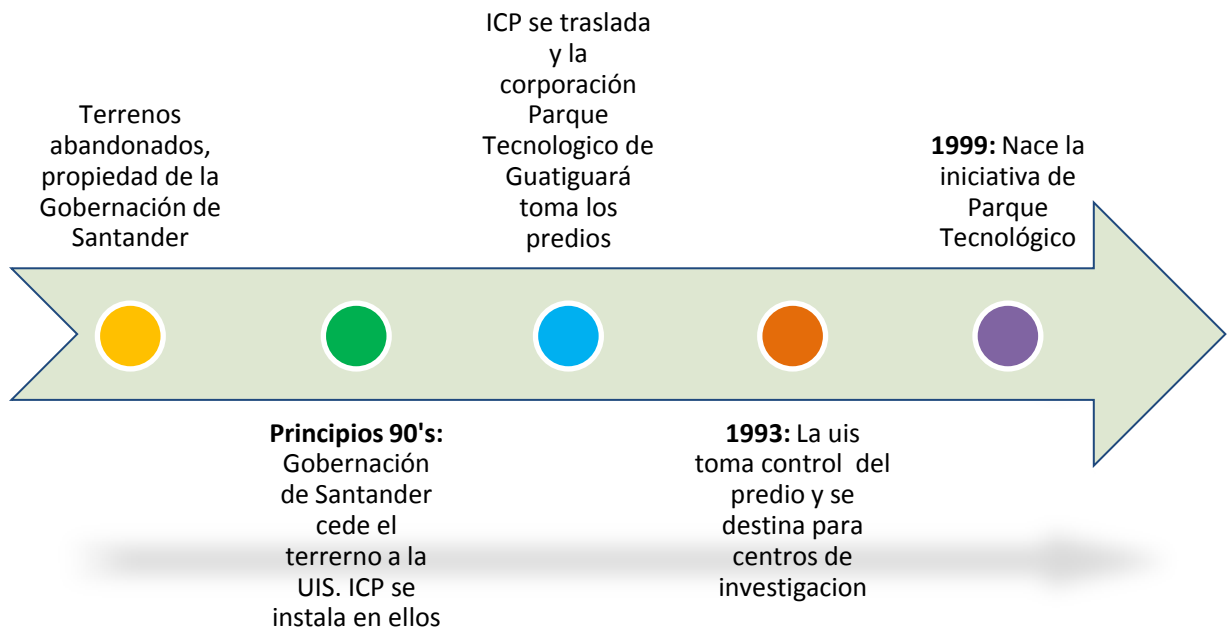 Terrenos
abandonados,
propiedad de la
Gobernación de
Santander
Principios 90's:
Gobernación
de Santander
cede el
terrerno a la
UIS. ICP se
instala en ellos
ICP se traslada
y la
corporación
Parque
Tecnologico de
Guatiguará
toma los
predios
1993: La uis
toma control del
predio y se
destina para
centros de
investigacion
1999: Nace la
iniciativa de
Parque
Tecnológico